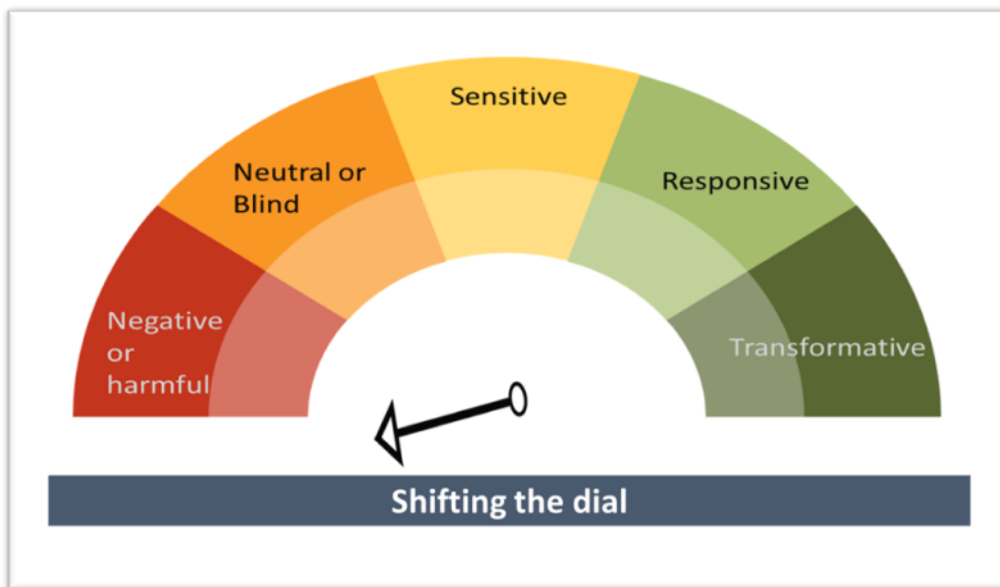 Sensitive
Neutral or
Blind
Responsive
Negative
or
harmful
Transformative
Shifting the dial